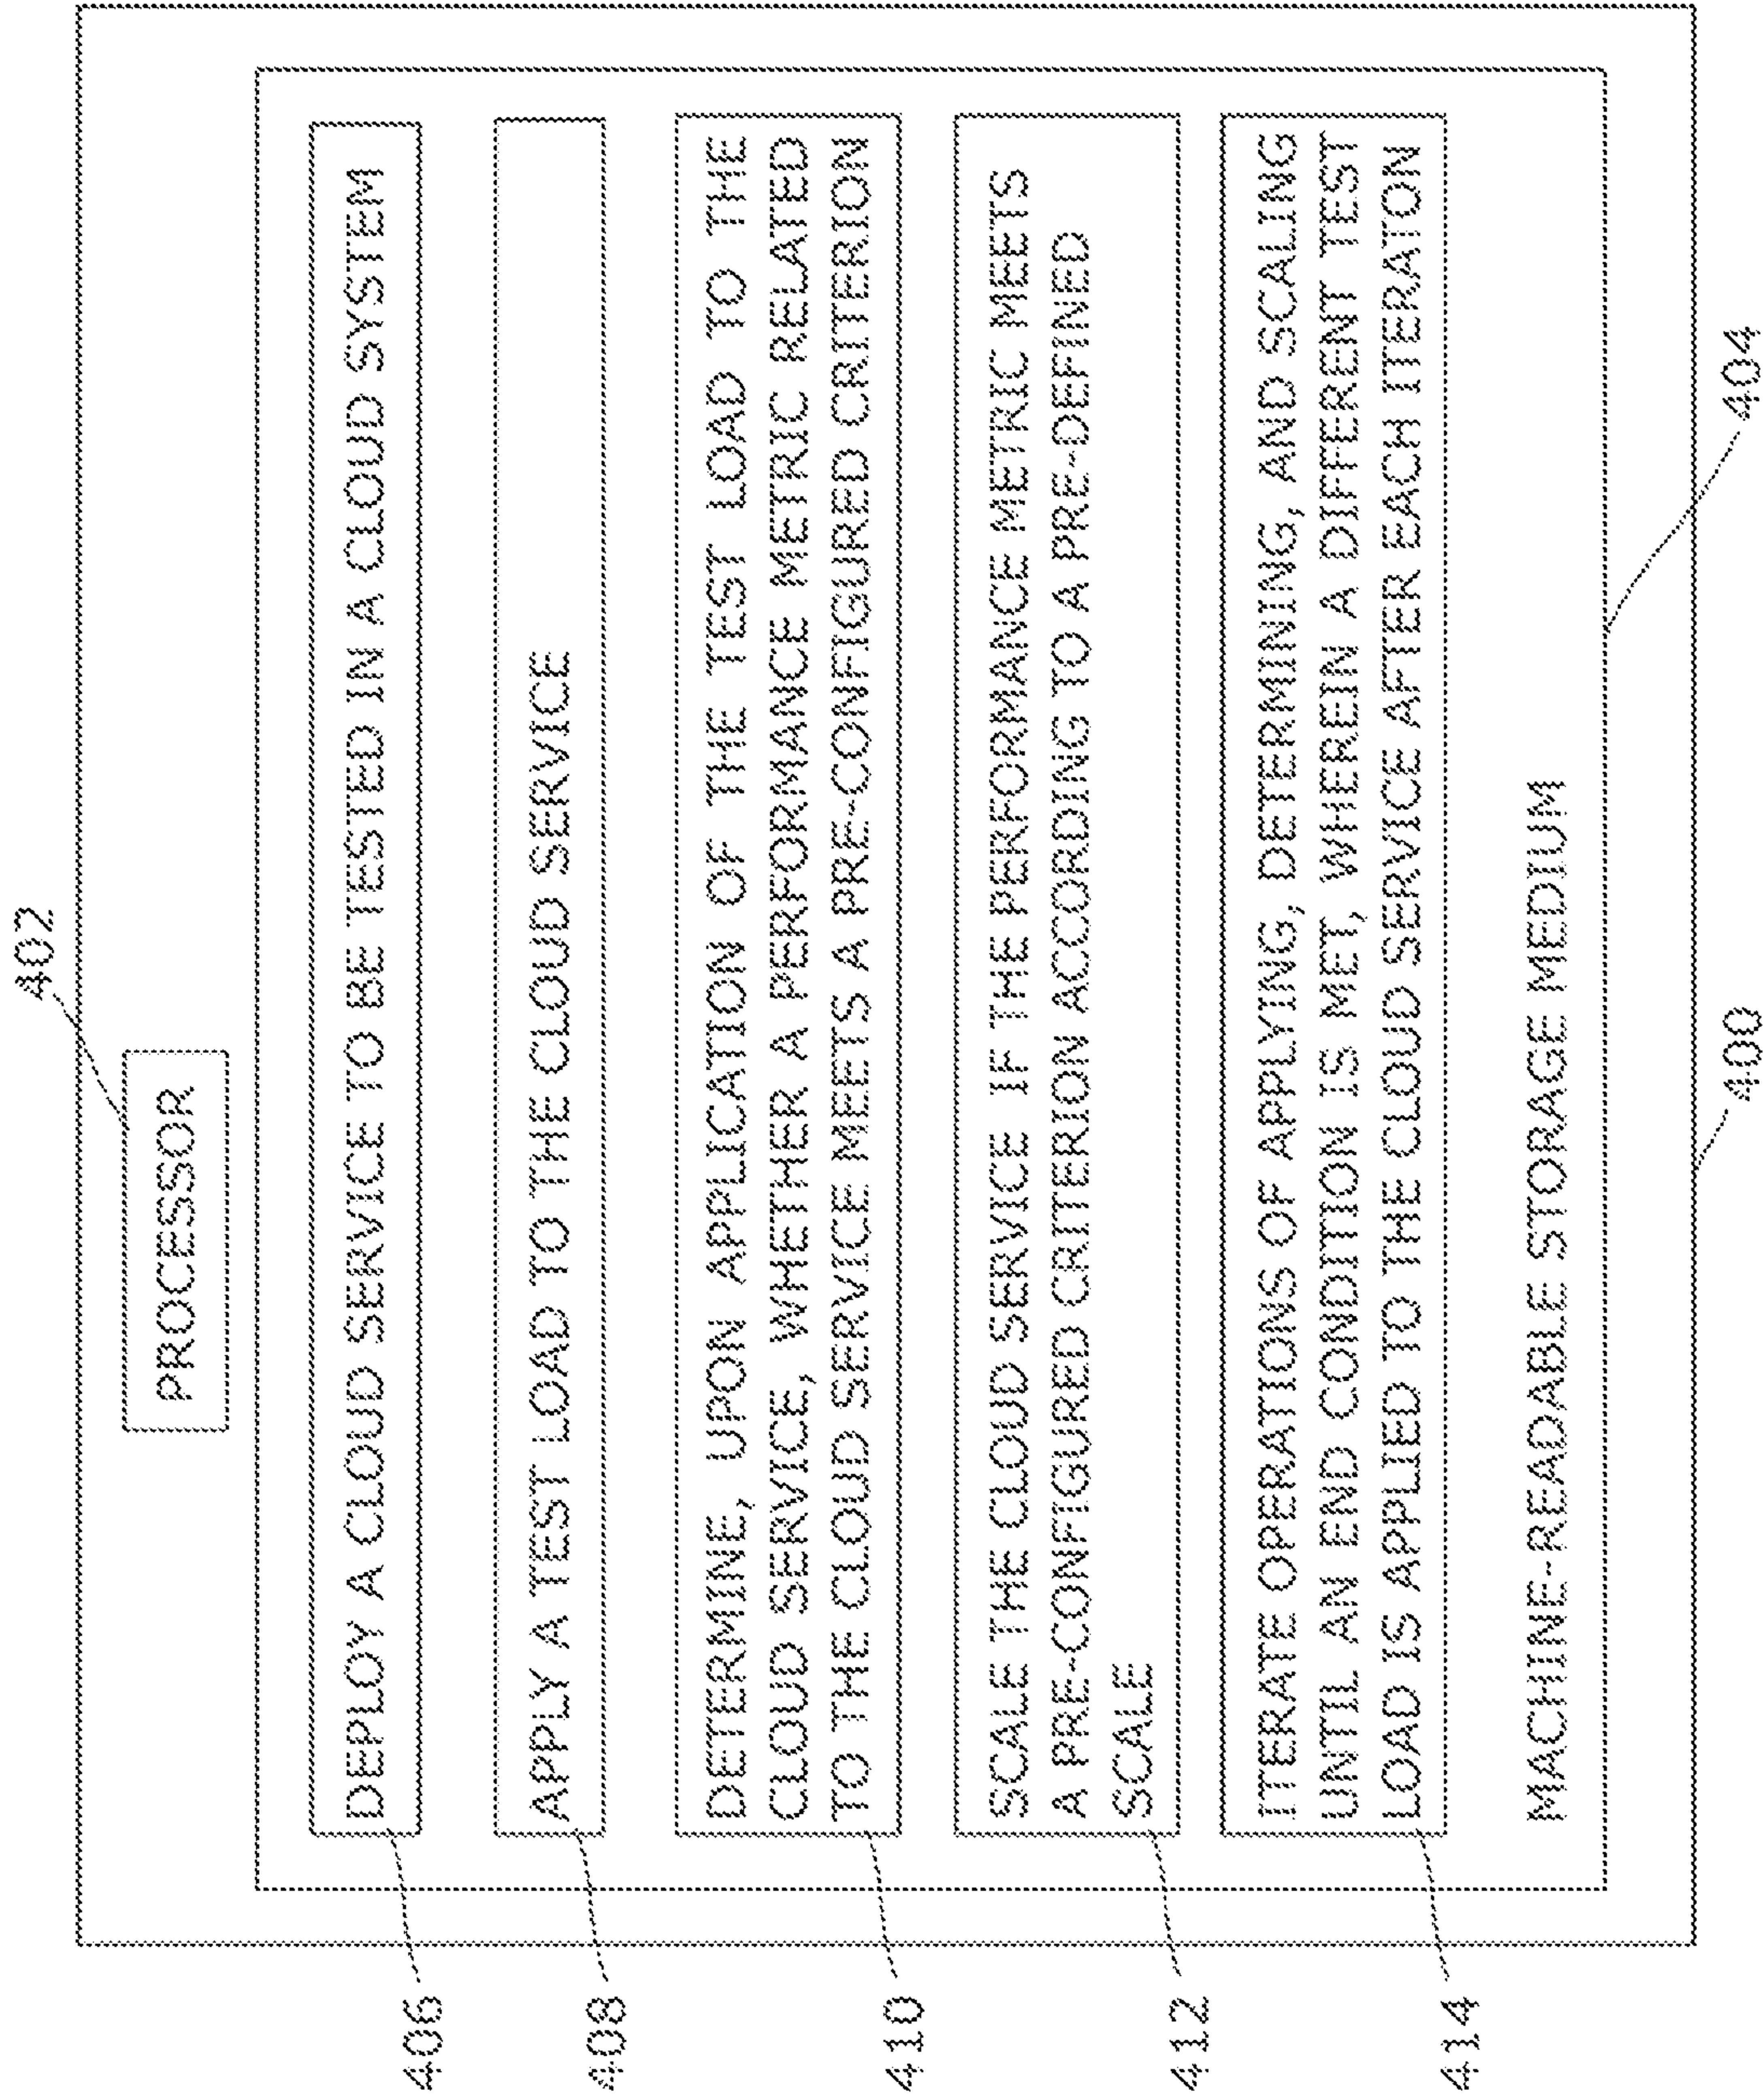 402
PROCESSOR
406
DEPLOY A CLOUD SERVICE TO BE TESTED IN A CLOUD SYSTEM
408
APPLY A TEST LOAD TO THE CLOUD SERVICE
410
DETERMINE, UPON APPLICATION OF THE TEST LOAD TO THE
CLOUD SERVICE, WHETHER A PERFORMANCE METRIC RELATED
TO THE CLOUD SERVICE MEETS A PRE-CONFIGURED CRITERION
412
SCALE THE CLOUD SERVICE IF THE PERFORMANCE METRIC MEETS
A PRE-CONFIGURED CRITERION ACCORDING TO A PRE-DEFINED
SCALE
414
ITERATE OPERATIONS OF APPLYING, DETERMINING, AND SCALING
UNTIL AN END CONDITION IS MET, WHEREIN A DIFFERENT TEST
LOAD IS APPLIED TO THE CLOUD SERVICE AFTER EACH ITERATON
MACHINE-READABLE STORAGE MEDIUM
404
400